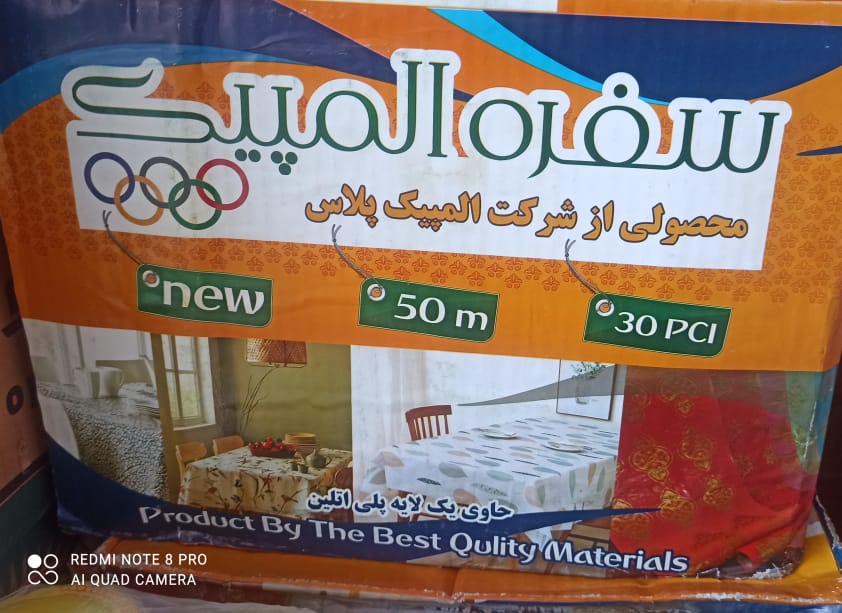 سفره المپیک
محصولی از شرکت المپیک پلاس
new
50 m
30 PCI
حاوی یک لایه پلی اتلین
Product By The Best Qulity Materials
REDMI NOTE 8 PRO
AI QUAD CAMERA